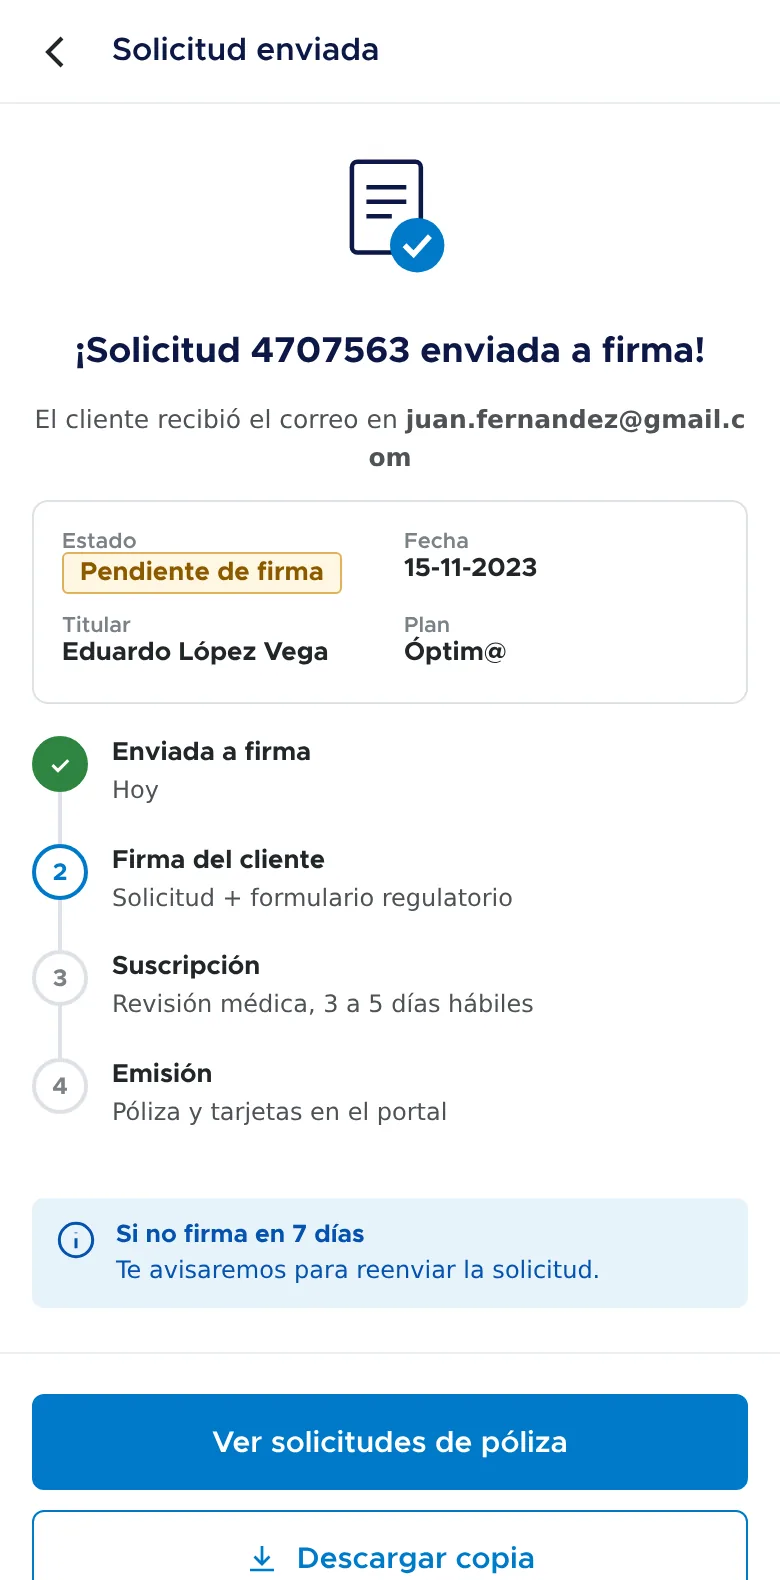 Solicitud enviada
¡Solicitud 4707563 enviada a firma!
El cliente recibió el correo en juan.fernandez@gmail.c
om
Estado
Pendiente de firma
Fecha
15-11-2023
Titular
Eduardo López Vega
Plan
Óptim@
Enviada a firma
Hoy
2
Firma del cliente
Solicitud + formulario regulatorio
3
Suscripción
Revisión médica, 3 a 5 días hábiles
4
Emisión
Póliza y tarjetas en el portal
Si no firma en 7 días
Te avisaremos para reenviar la solicitud.
Ver solicitudes de póliza
Descargar copia